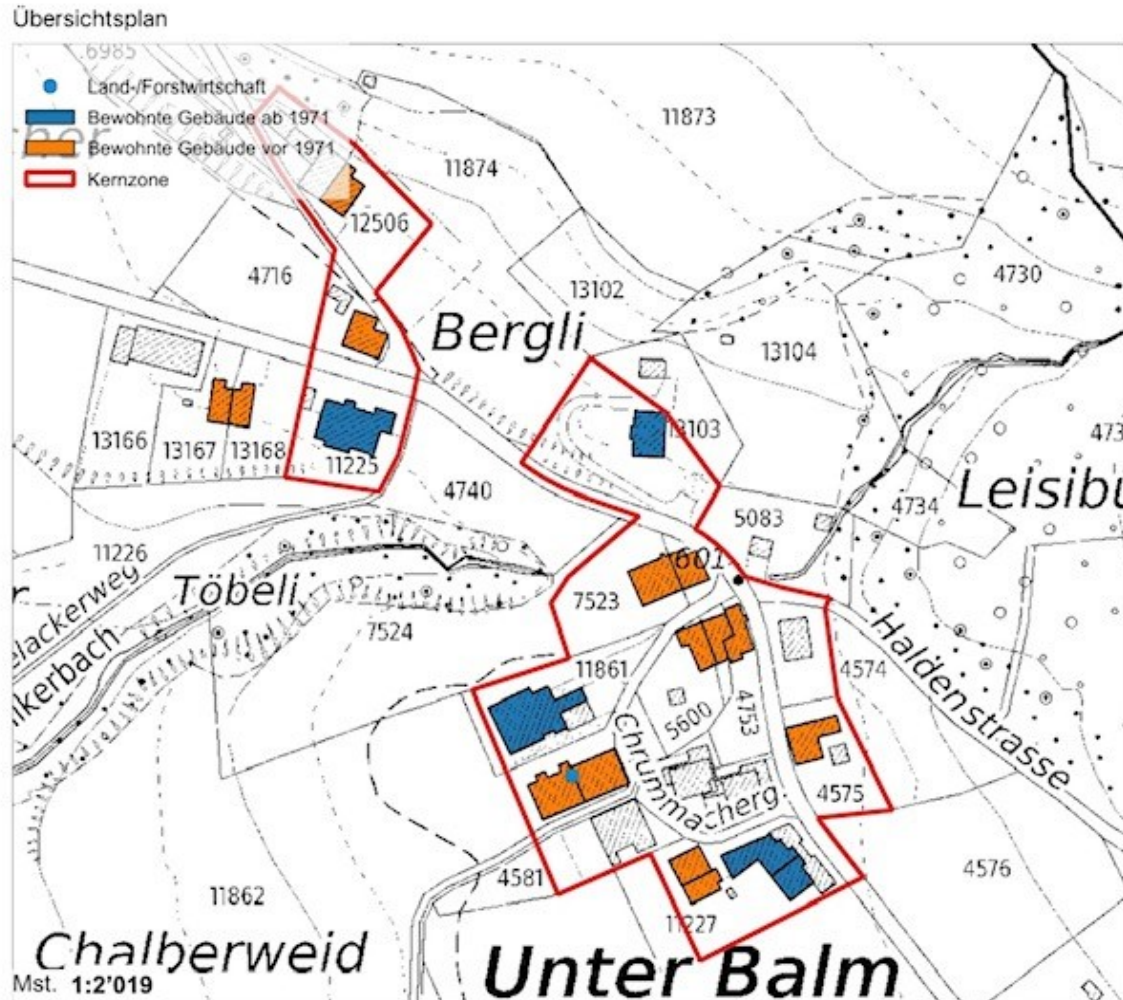 Übersichtsplan
6985
Land-/Forstwirtschaft
Bewohnte Gebäude ab 1971
Bewohnte Gebäude vor 1971
Kernzone
11873
11874
12506
4716
13102
4730
Bergli
13104
13166
13167
13168
11225
13103
4740
4734
Leisibu
5083
11226
601
Töbeli
7523
7524
elackerweg
lkerbach
11861
4574
Haldenstrasse
5600
4753
Chrummacherg.
4575
4581
4576
11862
11227
Chalberweid
Unter Balm
Mst. 1:2'019